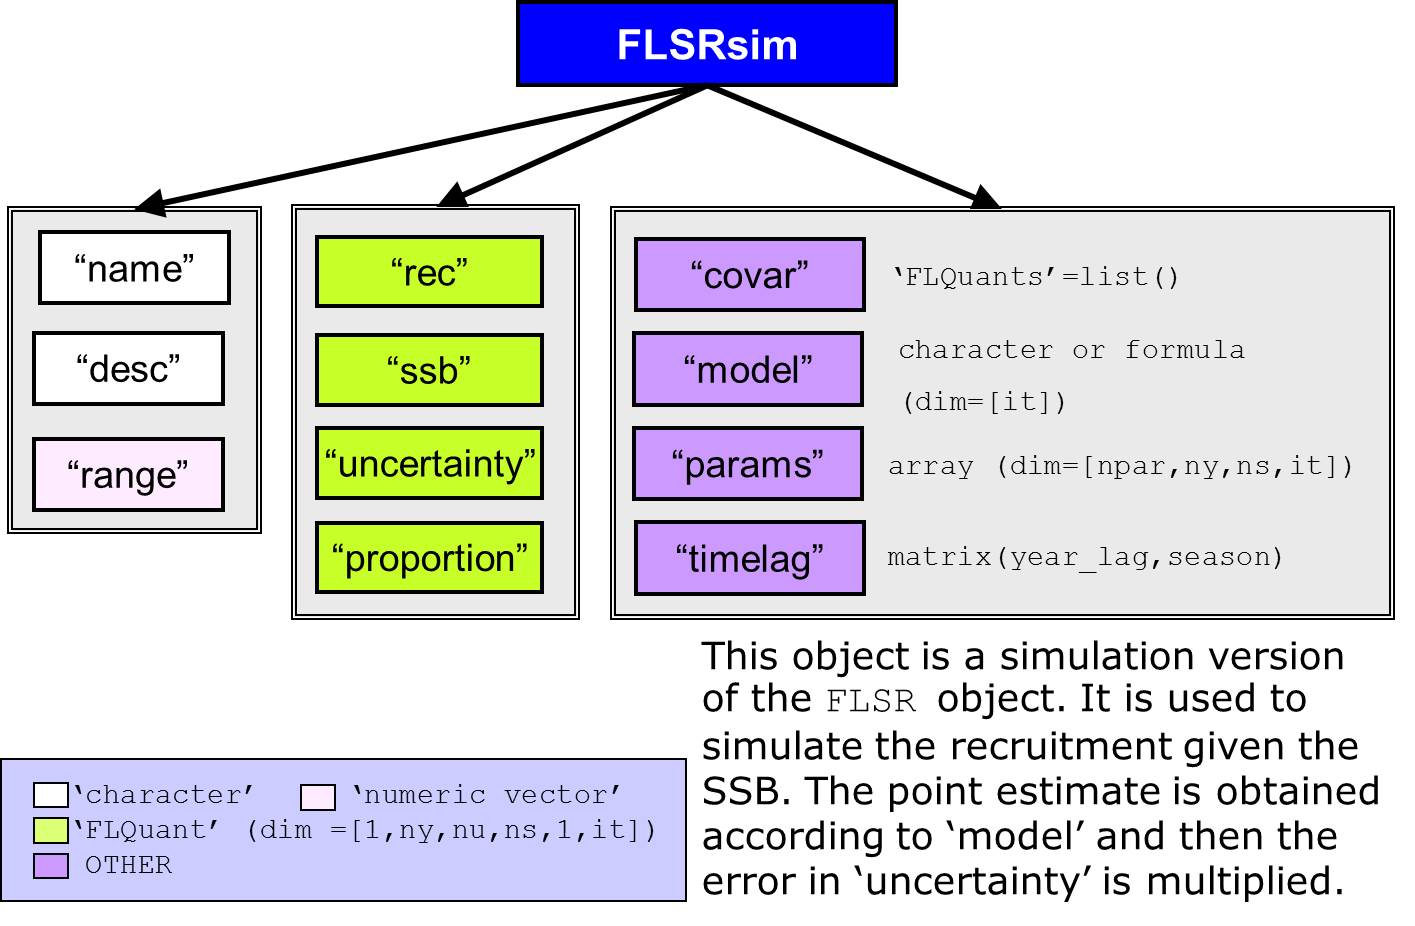 FLSRsim
“name”
“desc”
“range”
“rec”
“ssb”
“uncertainty”
“proportion”
“covar” ‘FLQuants’=list()
“model” character or formula
(dim=[it])
“params” array (dim=[npar,ny,ns,it])
“timelag” matrix(year_lag,season)
This object is a simulation version
of the FLSR object. It is used to
simulate the recruitment given the
SSB. The point estimate is obtained
according to ‘model’ and then the
error in ‘uncertainty’ is multiplied.
‘character’ ‘numeric vector’
‘FLQuant’ (dim =[1,ny,nu,ns,1,it])
OTHER